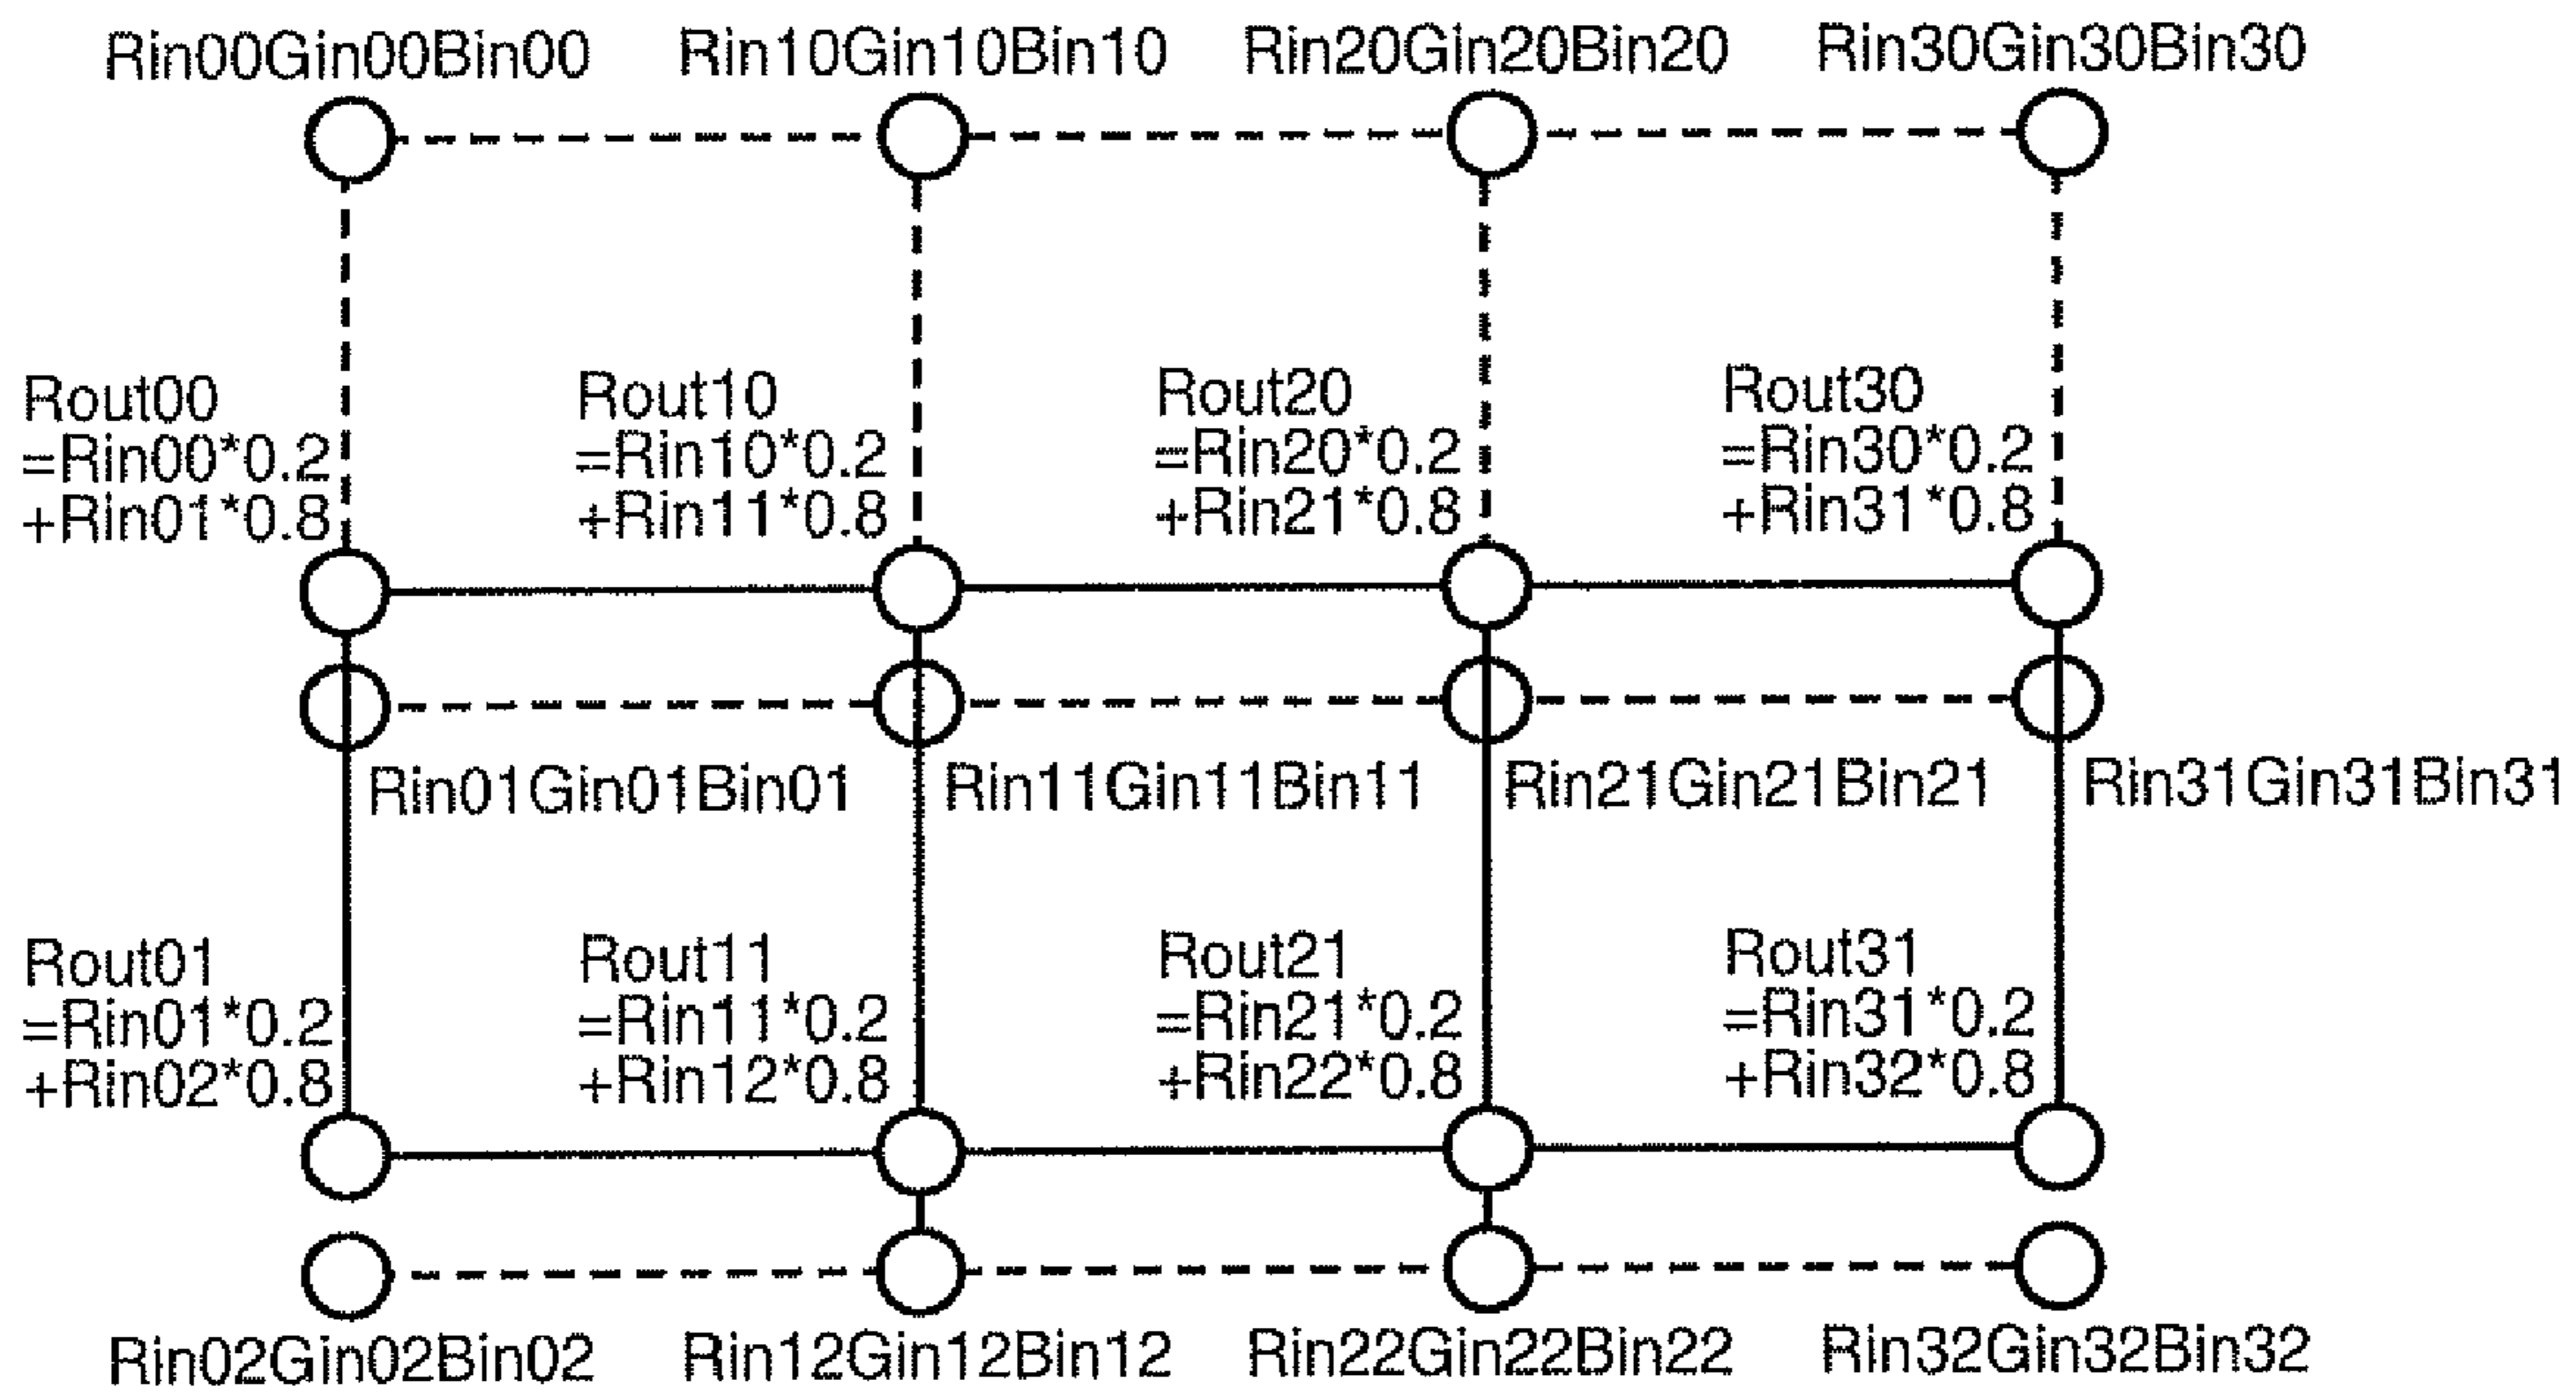 Rin00Gin00Bin00
Rin10Gin10Bin10
Rin20Gin20Bin20
Rin30Gin30Bin30
Rout00
=Rin00*0.2
+Rin01*0.8
Rout10
=Rin10*0.2
+Rin11*0.8
Rout20
=Rin20*0.2
+Rin21*0.8
Rout30
=Rin30*0.2
+Rin31*0.8
Rin01Gin01Bin01
Rin11Gin11Bin11
Rin21Gin21Bin21
Rin31Gin31Bin31
Rout01
=Rin01*0.2
+Rin02*0.8
Rout11
=Rin11*0.2
+Rin12*0.8
Rout21
=Rin21*0.2
+Rin22*0.8
Rout31
=Rin31*0.2
+Rin32*0.8
Rin02Gin02Bin02
Rin12Gin12Bin12
Rin22Gin22Bin22
Rin32Gin32Bin32